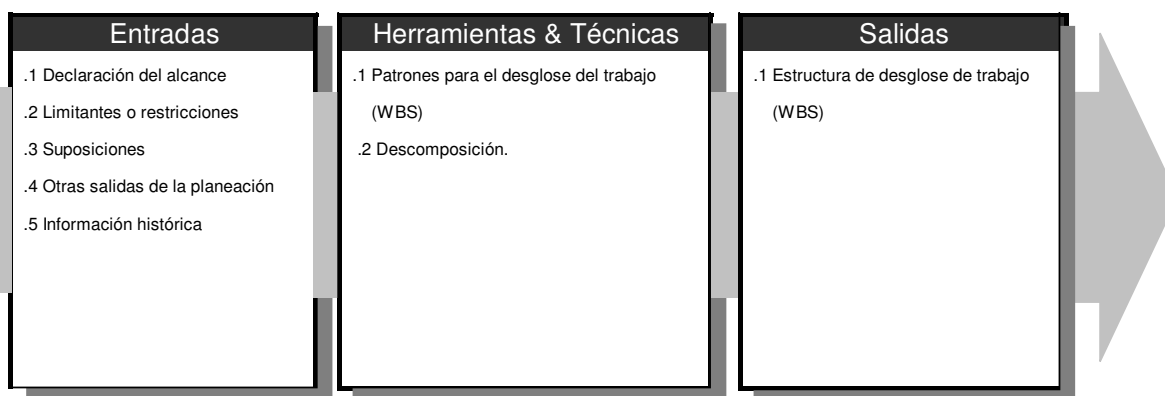 Entradas
.1 Declaración del alcance
.2 Limitantes o restricciones
.3 Suposiciones
.4 Otras salidas de la planeación
.5 Información histórica
Herramientas & Técnicas
.1 Patrones para el desglose del trabajo
(WBS)
.2 Descomposición.
Salidas
.1 Estructura de desglose de trabajo
(WBS)